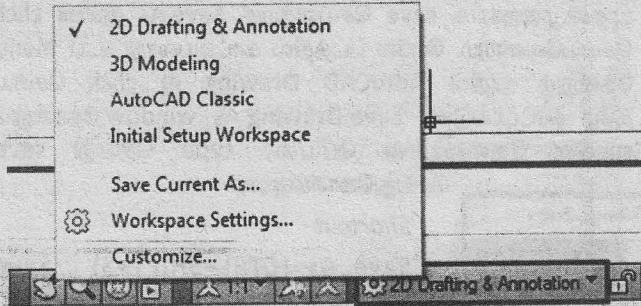 ✓ 2D Drafting & Annotation
3D Modeling
AutoCAD Classic
Initial Setup Workspace
Save Current As...
Workspace Settings...
Customize...
1:1 2D Drafting & Annotation